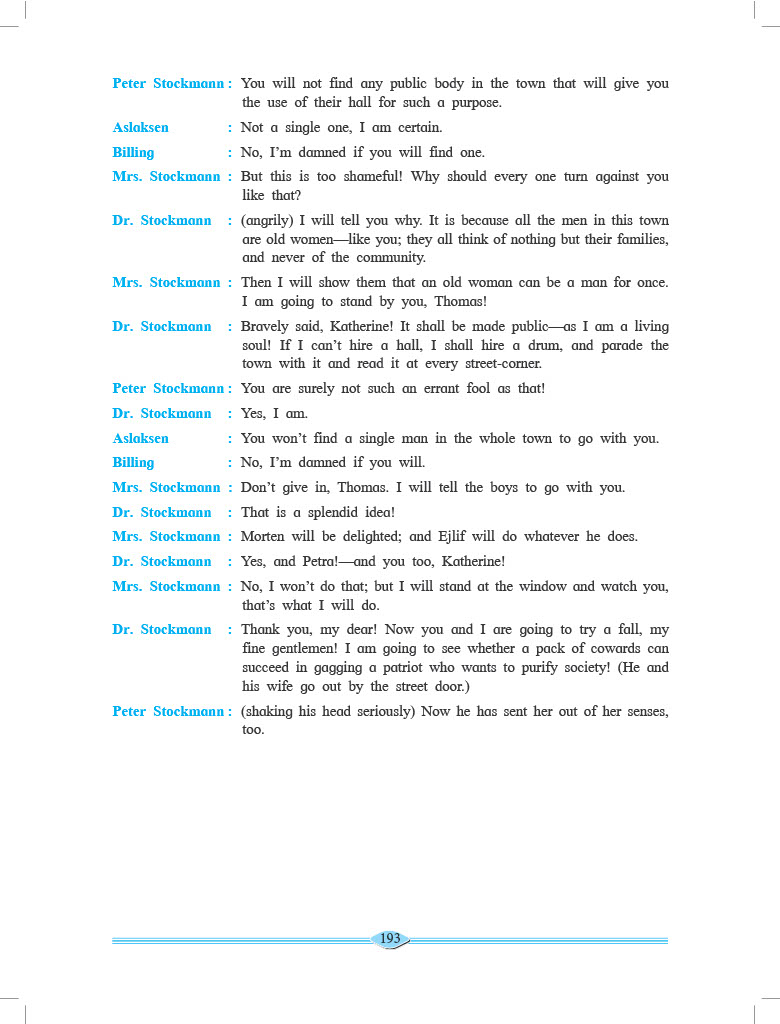 Peter Stockmann : You will not find any public body in the town that will give you
the use of their hall for such a purpose.
Aslaksen : Not a single one, I am certain.
Billing : No, I’m damned if you will find one.
Mrs. Stockmann : But this is too shameful! Why should every one turn against you
like that?
Dr. Stockmann : (angrily) I will tell you why. It is because all the men in this town
are old women—like you; they all think of nothing but their families,
and never of the community.
Mrs. Stockmann : Then I will show them that an old woman can be a man for once.
I am going to stand by you, Thomas!
Dr. Stockmann : Bravely said, Katherine! It shall be made public—as I am a living
soul! If I can’t hire a hall, I shall hire a drum, and parade the
town with it and read it at every street-corner.
Peter Stockmann : You are surely not such an errant fool as that!
Dr. Stockmann : Yes, I am.
Aslaksen : You won’t find a single man in the whole town to go with you.
Billing : No, I’m damned if you will.
Mrs. Stockmann : Don’t give in, Thomas. I will tell the boys to go with you.
Dr. Stockmann : That is a splendid idea!
Mrs. Stockmann : Morten will be delighted; and Ejlif will do whatever he does.
Dr. Stockmann : Yes, and Petra!—and you too, Katherine!
Mrs. Stockmann : No, I won’t do that; but I will stand at the window and watch you,
that’s what I will do.
Dr. Stockmann : Thank you, my dear! Now you and I are going to try a fall, my
fine gentlemen! I am going to see whether a pack of cowards can
succeed in gagging a patriot who wants to purify society! (He and
his wife go out by the street door.)
Peter Stockmann : (shaking his head seriously) Now he has sent her out of her senses,
too.
193